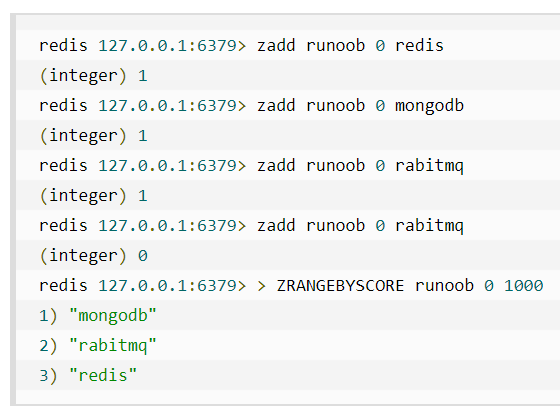 redis 127.0.0.1:6379> zadd runoob 0 redis
(integer) 1
redis 127.0.0.1:6379> zadd runoob 0 mongodb
(integer) 1
redis 127.0.0.1:6379> zadd runoob 0 rabitmq
(integer) 1
redis 127.0.0.1:6379> zadd runoob 0 rabitmq
(integer) 0
redis 127.0.0.1:6379> > ZRANGEBYSCORE runoob 0 1000
1) "mongodb"
2) "rabitmq"
3) "redis"